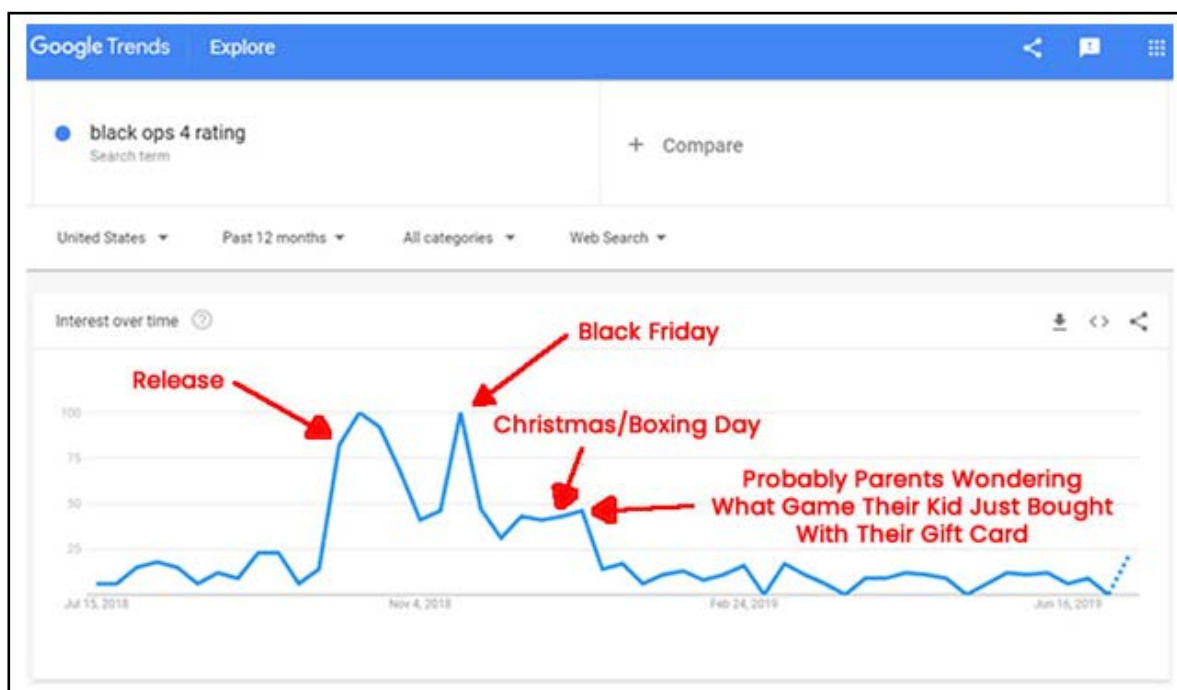 Google Trends Explore
black ops 4 rating
Search term
+ Compare
United States Past 12 months All categories Web Search
Interest over time
Black Friday
Release
Christmas/Boxing Day
Probably Parents Wondering
What Game Their Kid Just Bought
With Their Gift Card
100
75
50
25
Jul 15, 2018 Nov 4, 2018 Feb 24, 2019 Jun 16, 2019